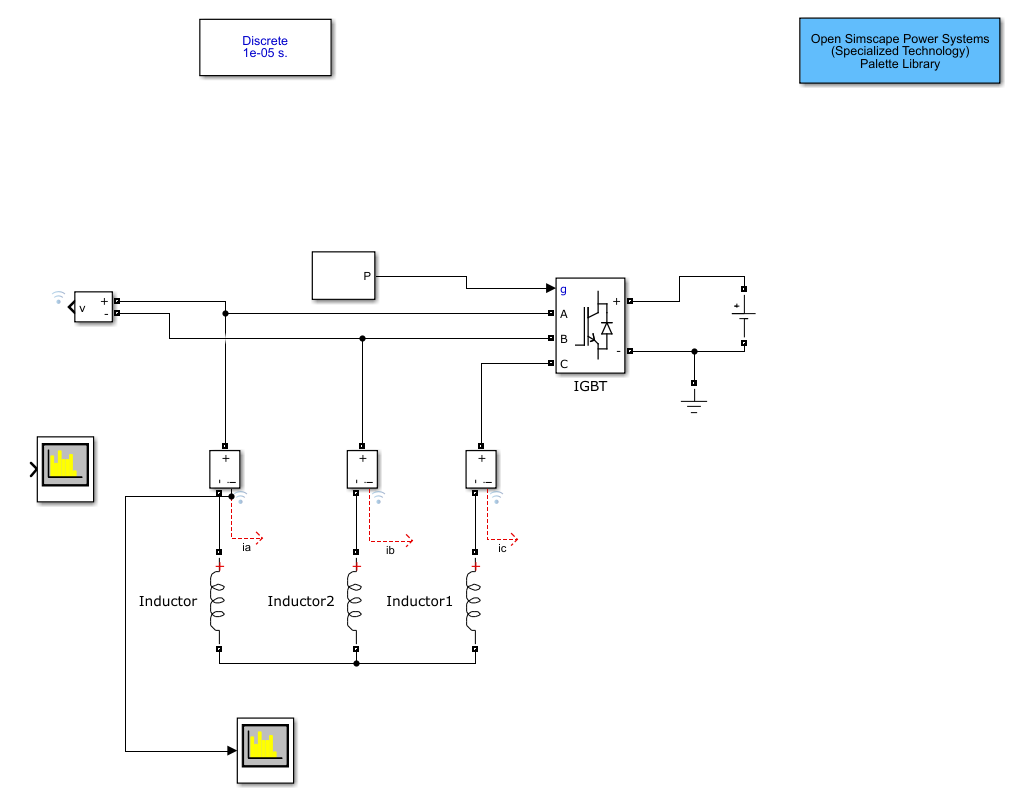 Discrete
1e-05 s.
Open Simscape Power Systems
(Specialized Technology)
Palette Library
P
g
A
B
C
+
-
IGBT
+
v
+
-
+
-
+
-
+
-
ia
ib
ic
+
+
+
Inductor
Inductor2
Inductor1